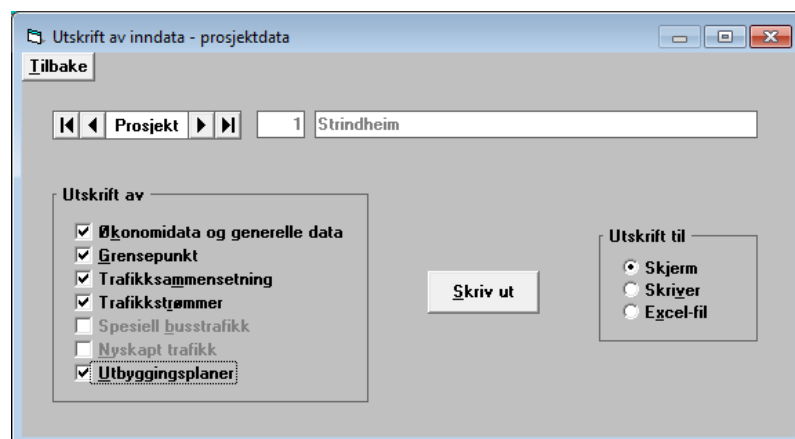 Utskrift av inndata - prosjektdata
Tilbake
Prosjekt 1 Strindheim
Utskrift av
Økonomidata og generelle data
Grensepunkt
Trafikksammensetning
Trafikkstrømmer
Spesiell busstrafikk
Nyskapt trafikk
Utbyggingsplaner
Skriv ut
Utskrift til
Skjerm
Skriver
Excel-fil